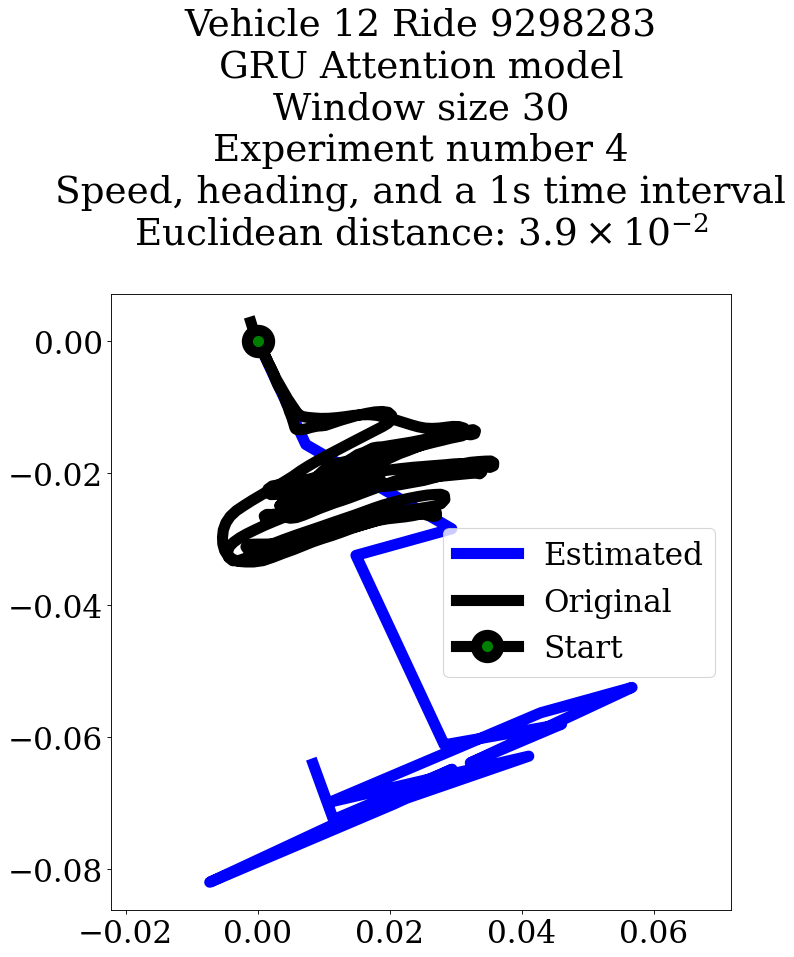 Vehicle 12 Ride 9298283
GRU Attention model
Window size 30
Experiment number 4
Speed, heading, and a 1s time interval
Euclidean distance: 3.9 × 10⁻²
0.00
−0.02
Estimated
−0.04
Original
Start
−0.06
−0.08
−0.02 0.00 0.02 0.04 0.06